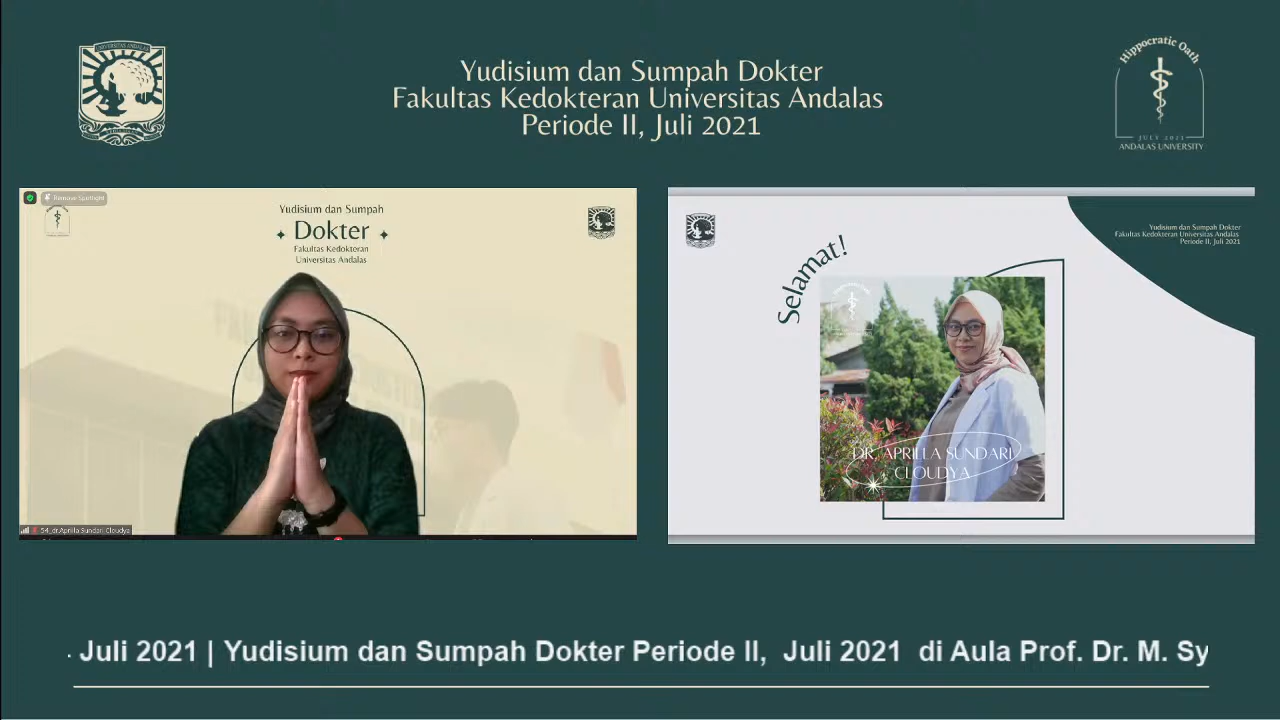 UNIVERSITAS ANDALAS
Yudisium dan Sumpah Dokter
Fakultas Kedokteran Universitas Andalas
Periode II, Juli 2021
Hippocratic Oath
JULI 2021
ANDALAS UNIVERSITY
Remove Spotlight
Yudisium dan Sumpah
Dokter
Fakultas Kedokteran
Universitas Andalas
54_dr.Aprilla Sundari Cloudya
Yudisium dan Sumpah Dokter
Fakultas Kedokteran Universitas Andalas
Periode II, Juli 2021
Selamat!
DR. APRILLA SUNDARI
CLOUDYA
. Juli 2021 | Yudisium dan Sumpah Dokter Periode II, Juli 2021 di Aula Prof. Dr. M. Sy